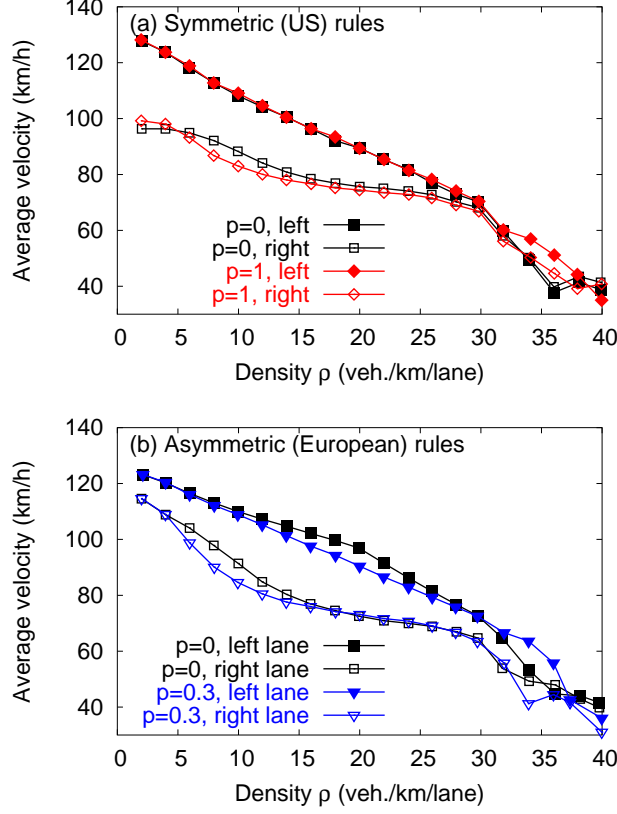 (a) Symmetric (US) rules
Average velocity (km/h)
140
120
100
80
60
40
p=0, left
p=0, right
p=1, left
p=1, right
0 5 10 15 20 25 30 35 40
Density ρ (veh./km/lane)
(b) Asymmetric (European) rules
Average velocity (km/h)
140
120
100
80
60
40
20
p=0, left lane
p=0, right lane
p=0.3, left lane
p=0.3, right lane
0 5 10 15 20 25 30 35 40
Density ρ (veh./km/lane)